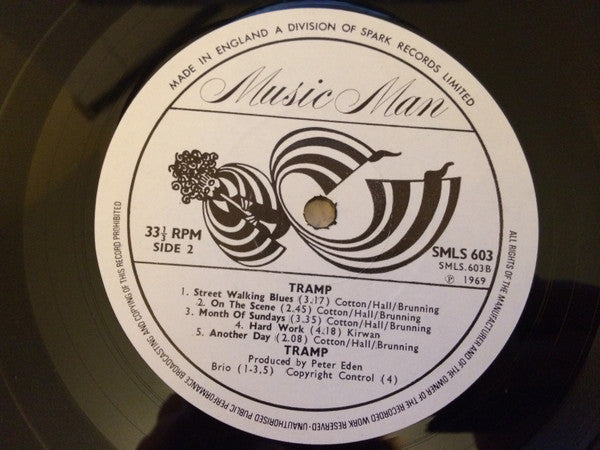 MADE IN ENGLAND A DIVISION OF SPARK RECORDS LIMITED
Music Man
33⅓ RPM
SIDE 2
SMLS 603
SMLS.603B
℗ 1969
TRAMP
1. Street Walking Blues (3.17) Cotton/Hall/Brunning
2. On The Scene (2.45) Cotton/Hall/Brunning
3. Month Of Sundays (3.35) Cotton/Hall/Brunning
4. Hard Work (4.18) Kirwan
5. Another Day (2.08) Cotton/Hall/Brunning
TRAMP
Produced by Peter Eden
Brio (1-3,5) Copyright Control (4)
ALL RIGHTS OF THE MANUFACTURER AND OF THE OWNER OF THE RECORDED WORK RESERVED · UNAUTHORISED PUBLIC PERFORMANCE BROADCASTING AND COPYING OF THIS RECORD PROHIBITED